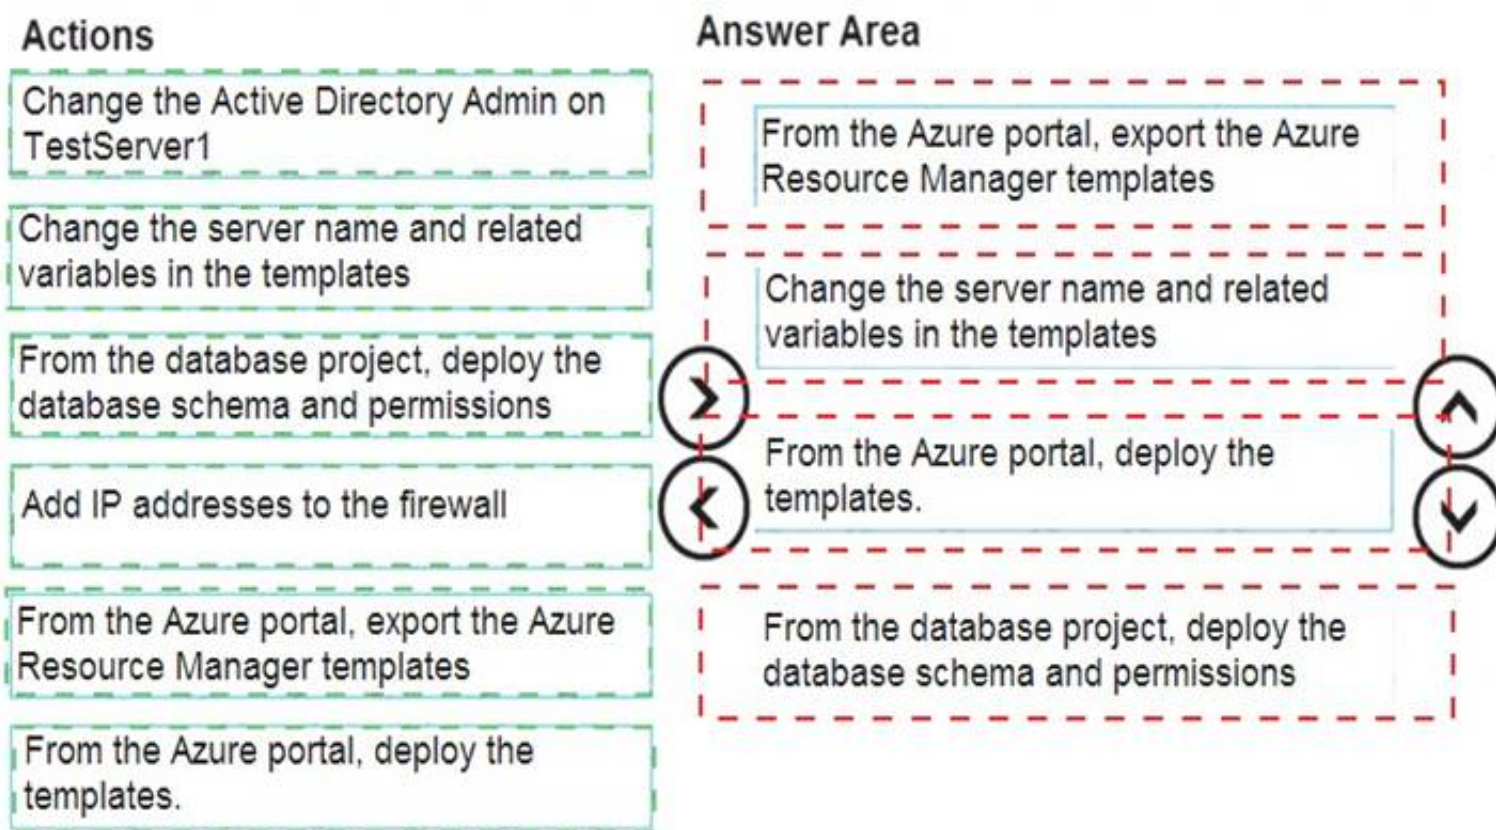 Actions
Change the Active Directory Admin on
TestServer1
Change the server name and related
variables in the templates
From the database project, deploy the
database schema and permissions
Add IP addresses to the firewall
From the Azure portal, export the Azure
Resource Manager templates
From the Azure portal, deploy the
templates.
Answer Area
From the Azure portal, export the Azure
Resource Manager templates
Change the server name and related
variables in the templates
From the Azure portal, deploy the
templates.
From the database project, deploy the
database schema and permissions